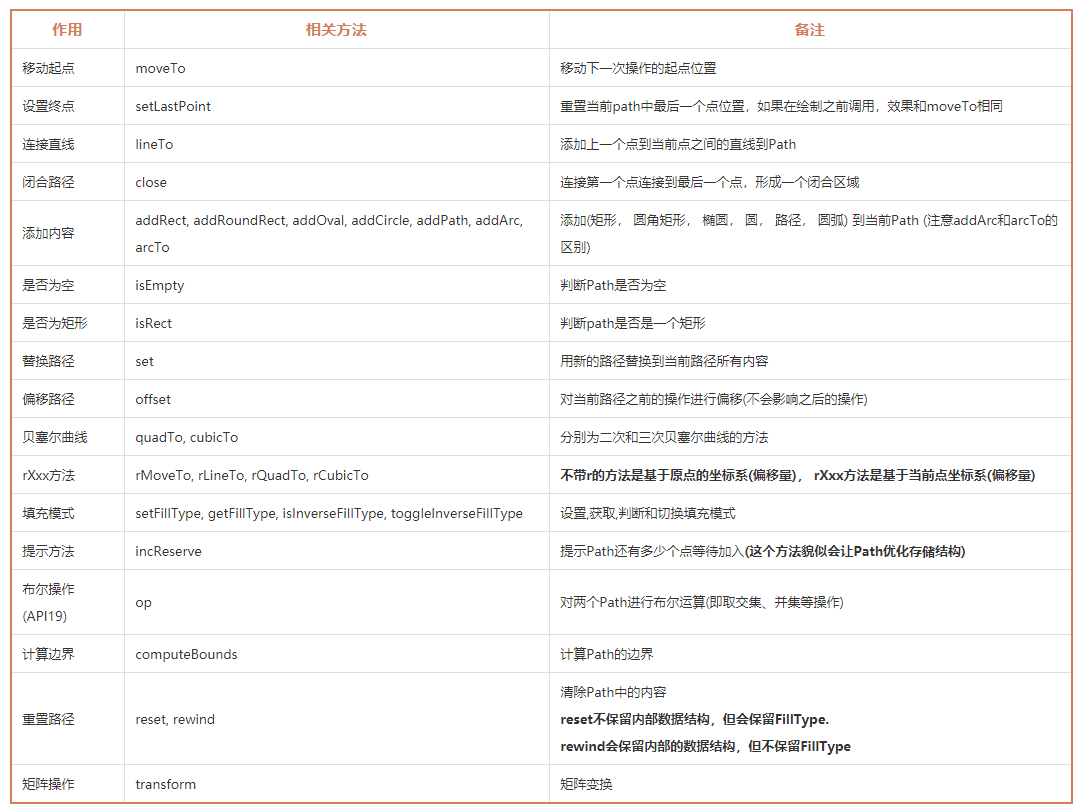 作用 相关方法 备注
移动起点 moveTo 移动下一次操作的起点位置
设置终点 setLastPoint 重置当前path中最后一个点位置，如果在绘制之前调用，效果和moveTo相同
连接直线 lineTo 添加上一个点到当前点之间的直线到Path
闭合路径 close 连接第一个点连接到最后一个点，形成一个闭合区域
添加内容 addRect, addRoundRect, addOval, addCircle, addPath, addArc,
arcTo
添加(矩形， 圆角矩形， 椭圆， 圆， 路径， 圆弧) 到当前Path (注意addArc和arcTo的
区别)
是否为空 isEmpty 判断Path是否为空
是否为矩形 isRect 判断path是否是一个矩形
替换路径 set 用新的路径替换到当前路径所有内容
偏移路径 offset 对当前路径之前的操作进行偏移(不会影响之后的操作)
贝塞尔曲线 quadTo, cubicTo 分别为二次和三次贝塞尔曲线的方法
rXxx方法 rMoveTo, rLineTo, rQuadTo, rCubicTo 不带r的方法是基于原点的坐标系(偏移量)， rXxx方法是基于当前点坐标系(偏移量)
填充模式 setFillType, getFillType, isInverseFillType, toggleInverseFillType 设置,获取,判断和切换填充模式
提示方法 incReserve 提示Path还有多少个点等待加入(这个方法貌似会让Path优化存储结构)
布尔操作
(API19)
op 对两个Path进行布尔运算(即取交集、并集等操作)
计算边界 computeBounds 计算Path的边界
重置路径 reset, rewind 清除Path中的内容
reset不保留内部数据结构，但会保留FillType.
rewind会保留内部的数据结构，但不保留FillType
矩阵操作 transform 矩阵变换